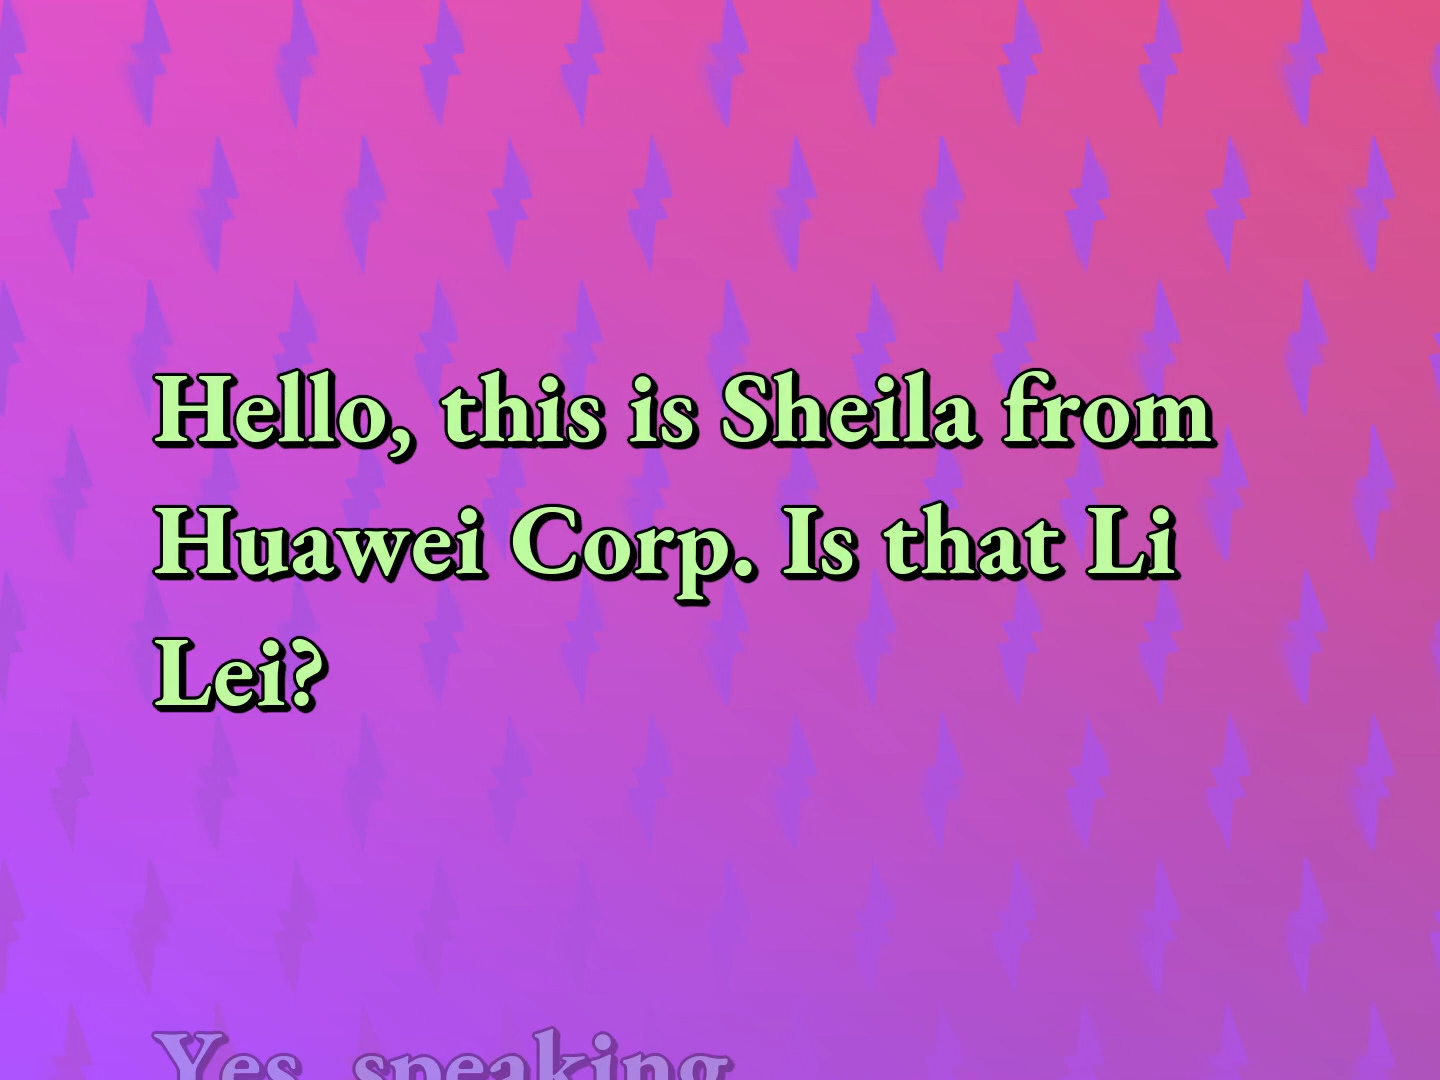 Hello, this is Sheila from
Huawei Corp. Is that Li
Lei?
Yes, speaking